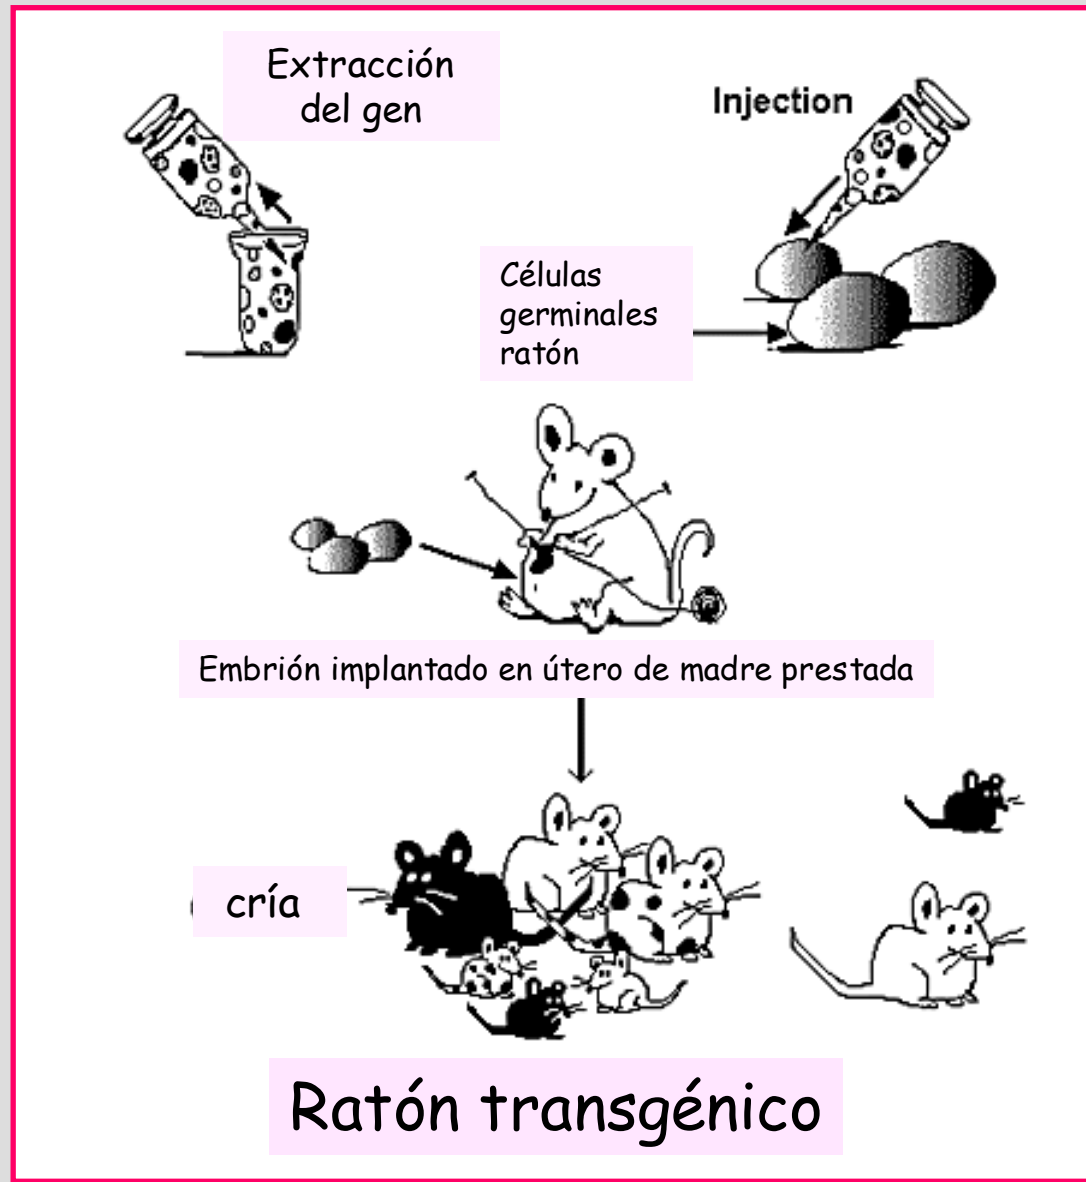 Extracción
del gen
Injection
Células
germinales
ratón
Embrión implantado en útero de madre prestada
cría
Ratón transgénico